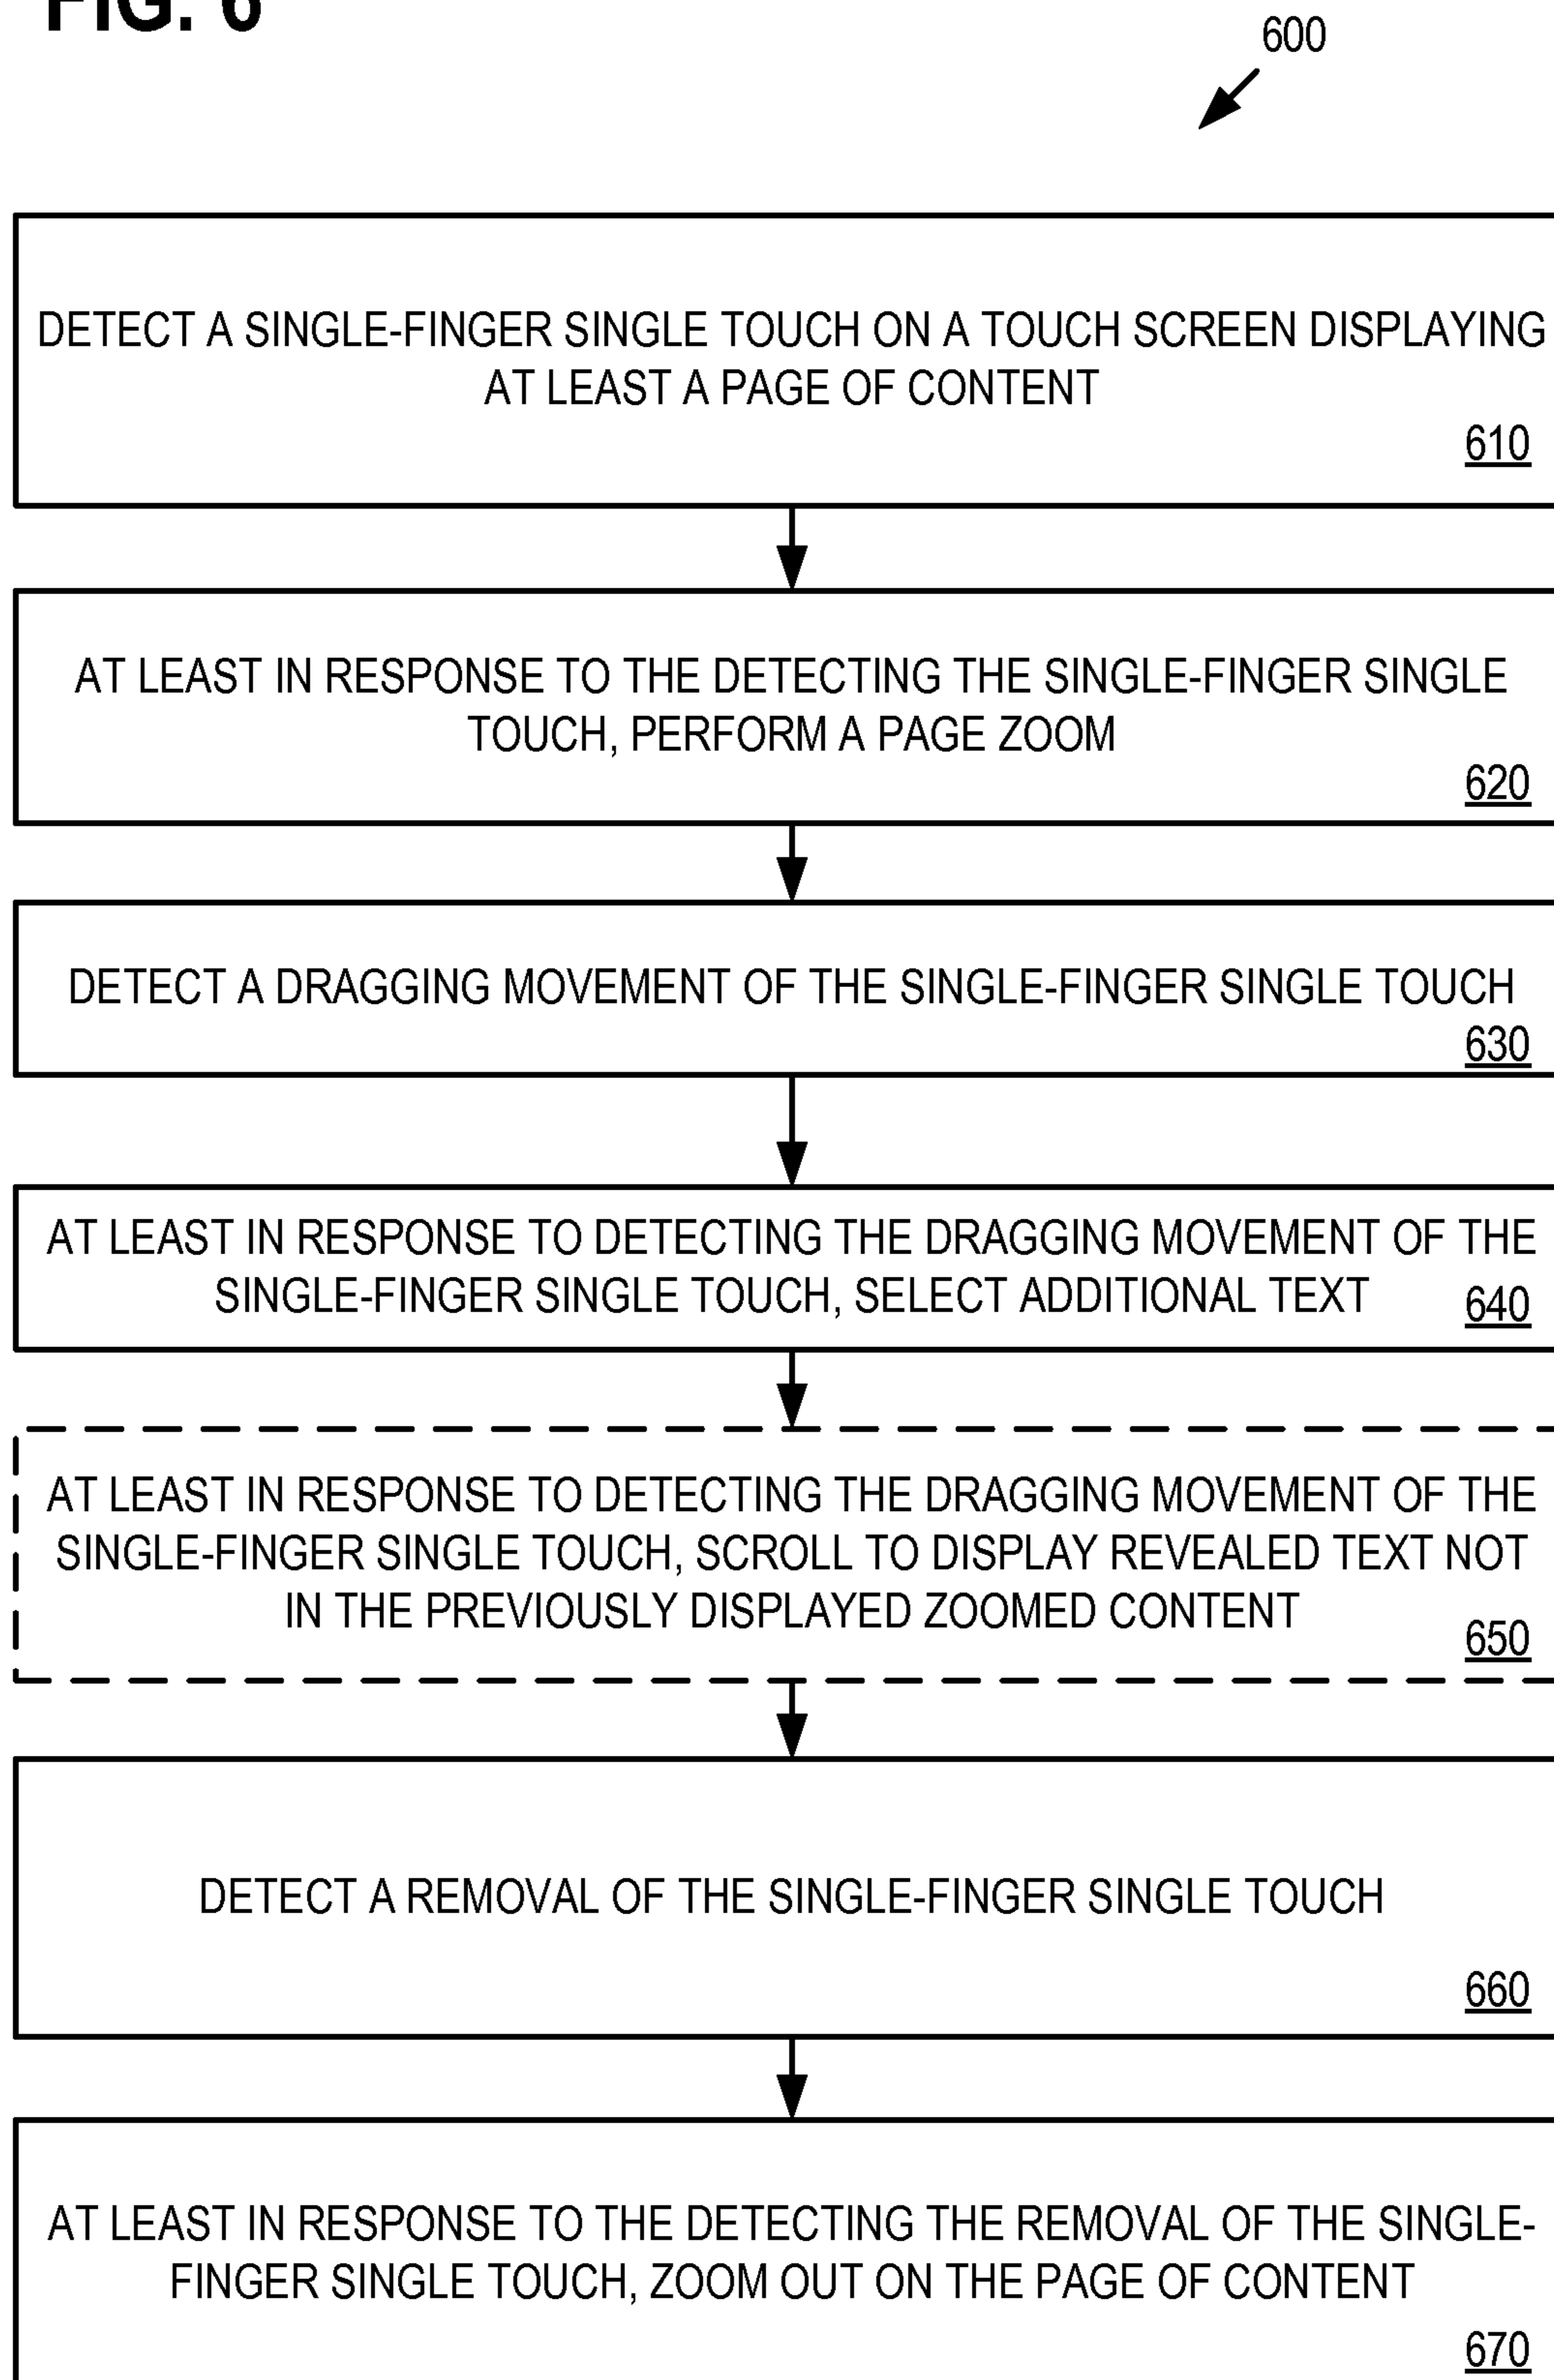 FIG. 6
600
DETECT A SINGLE-FINGER SINGLE TOUCH ON A TOUCH SCREEN DISPLAYING
AT LEAST A PAGE OF CONTENT
610
AT LEAST IN RESPONSE TO THE DETECTING THE SINGLE-FINGER SINGLE
TOUCH, PERFORM A PAGE ZOOM
620
DETECT A DRAGGING MOVEMENT OF THE SINGLE-FINGER SINGLE TOUCH
630
AT LEAST IN RESPONSE TO DETECTING THE DRAGGING MOVEMENT OF THE
SINGLE-FINGER SINGLE TOUCH, SELECT ADDITIONAL TEXT
640
AT LEAST IN RESPONSE TO DETECTING THE DRAGGING MOVEMENT OF THE
SINGLE-FINGER SINGLE TOUCH, SCROLL TO DISPLAY REVEALED TEXT NOT
IN THE PREVIOUSLY DISPLAYED ZOOMED CONTENT
650
DETECT A REMOVAL OF THE SINGLE-FINGER SINGLE TOUCH
660
AT LEAST IN RESPONSE TO THE DETECTING THE REMOVAL OF THE SINGLE-
FINGER SINGLE TOUCH, ZOOM OUT ON THE PAGE OF CONTENT
670